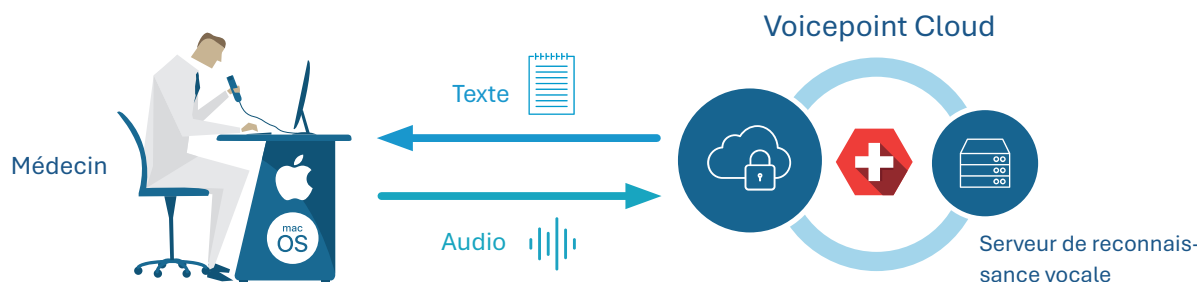 Voicepoint Cloud
Texte
Médecin
mac
OS
Audio
Serveur de reconnais-
sance vocale